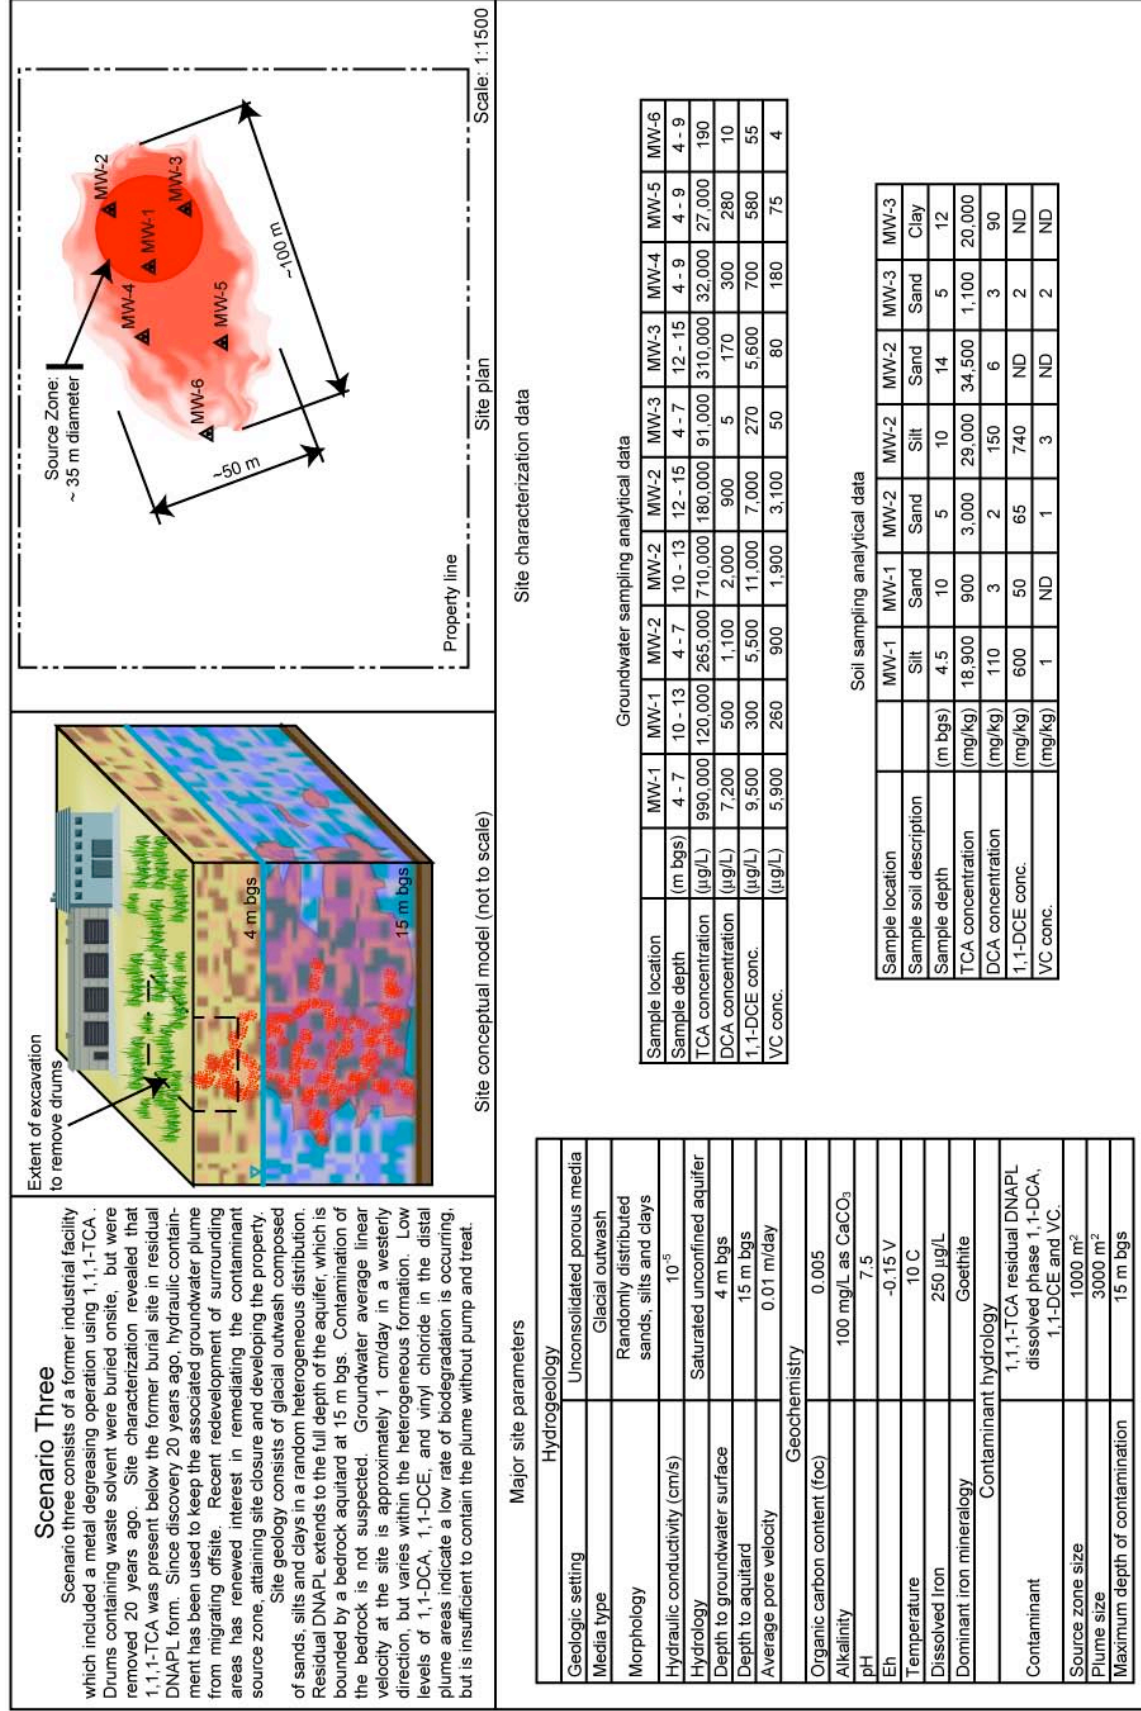 Scenario Three
Scenario three consists of a former industrial facility
which included a metal degreasing operation using 1,1,1-TCA .
Drums containing waste solvent were buried onsite, but were
removed 20 years ago. Site characterization revealed that
1,1,1-TCA was present below the former burial site in residual
DNAPL form. Since discovery 20 years ago, hydraulic contain-
ment has been used to keep the associated groundwater plume
from migrating offsite. Recent redevelopment of surrounding
areas has renewed interest in remediating the contaminant
source zone, attaining site closure and developing the property.
Site geology consists of glacial outwash composed
of sands, silts and clays in a random heterogeneous distribution.
Residual DNAPL extends to the full depth of the aquifer, which is
bounded by a bedrock aquitard at 15 m bgs. Contamination of
the bedrock is not suspected. Groundwater average linear
velocity at the site is approximately 1 cm/day in a westerly
direction, but varies within the heterogeneous formation. Low
levels of 1,1-DCA, 1,1-DCE, and vinyl chloride in the distal
plume areas indicate a low rate of biodegradation is occurring,
but is insufficient to contain the plume without pump and treat.
Extent of excavation
to remove drums
4 m bgs
15 m bgs
Site conceptual model (not to scale)
Source Zone:
~ 35 m diameter
MW-2
MW-1
MW-3
MW-4
MW-5
MW-6
~50 m
~100 m
Property line
Site plan
Scale: 1:1500
Major site parameters
Hydrogeology
Geologic setting Unconsolidated porous media
Media type Glacial outwash
Morphology Randomly distributed
sands, silts and clays
Hydraulic conductivity (cm/s) 10-5
Hydrology Saturated unconfined aquifer
Depth to groundwater surface 4 m bgs
Depth to aquitard 15 m bgs
Average pore velocity 0.01 m/day
Geochemistry
Organic carbon content (foc) 0.005
Alkalinity 100 mg/L as CaCO3
pH 7.5
Eh -0.15 V
Temperature 10 C
Dissolved Iron 250 µg/L
Dominant iron mineralogy Goethite
Contaminant hydrology
Contaminant 1,1,1-TCA residual DNAPL
dissolved phase 1,1-DCA,
1,1-DCE and VC.
Source zone size 1000 m2
Plume size 3000 m2
Maximum depth of contamination 15 m bgs
Site characterization data
Groundwater sampling analytical data
Sample location MW-1 MW-1 MW-2 MW-2 MW-2 MW-3 MW-3 MW-4 MW-5 MW-6
Sample depth (m bgs) 4 - 7 10 - 13 4 - 7 10 - 13 12 - 15 4 - 7 12 - 15 4 - 9 4 - 9 4 - 9
TCA concentration (µg/L) 990,000 120,000 265,000 710,000 180,000 91,000 310,000 32,000 27,000 190
DCA concentration (µg/L) 7,200 500 1,100 2,000 900 5 170 300 280 10
1,1-DCE conc. (µg/L) 9,500 300 5,500 11,000 7,000 270 5,600 700 580 55
VC conc. (µg/L) 5,900 260 900 1,900 3,100 50 80 180 75 4
Soil sampling analytical data
Sample location MW-1 MW-1 MW-2 MW-2 MW-2 MW-3 MW-3
Sample soil description Silt Sand Sand Silt Sand Sand Clay
Sample depth (m bgs) 4.5 10 5 10 14 5 12
TCA concentration (mg/kg) 18,900 900 3,000 29,000 34,500 1,100 20,000
DCA concentration (mg/kg) 110 3 2 150 6 3 90
1,1-DCE conc. (mg/kg) 600 50 65 740 ND 2 ND
VC conc. (mg/kg) 1 ND 1 3 ND 2 ND